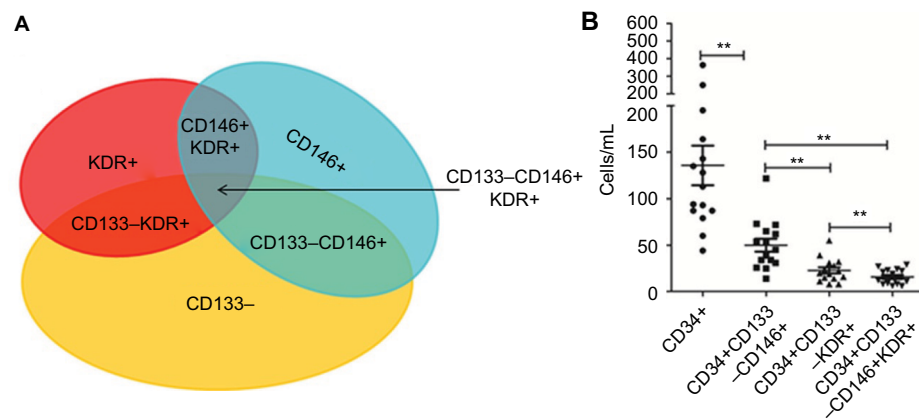 A
KDR+
CD146+
KDR+
CD146+
CD133–KDR+
CD133–CD146+
CD133–
CD133–CD146+
KDR+
B
Cells/mL
600
500
400
300
200
200
150
100
50
0
**
**
**
**
CD34+
CD34+CD133
–CD146+
CD34+CD133
–KDR+
CD34+CD133
–CD146+KDR+